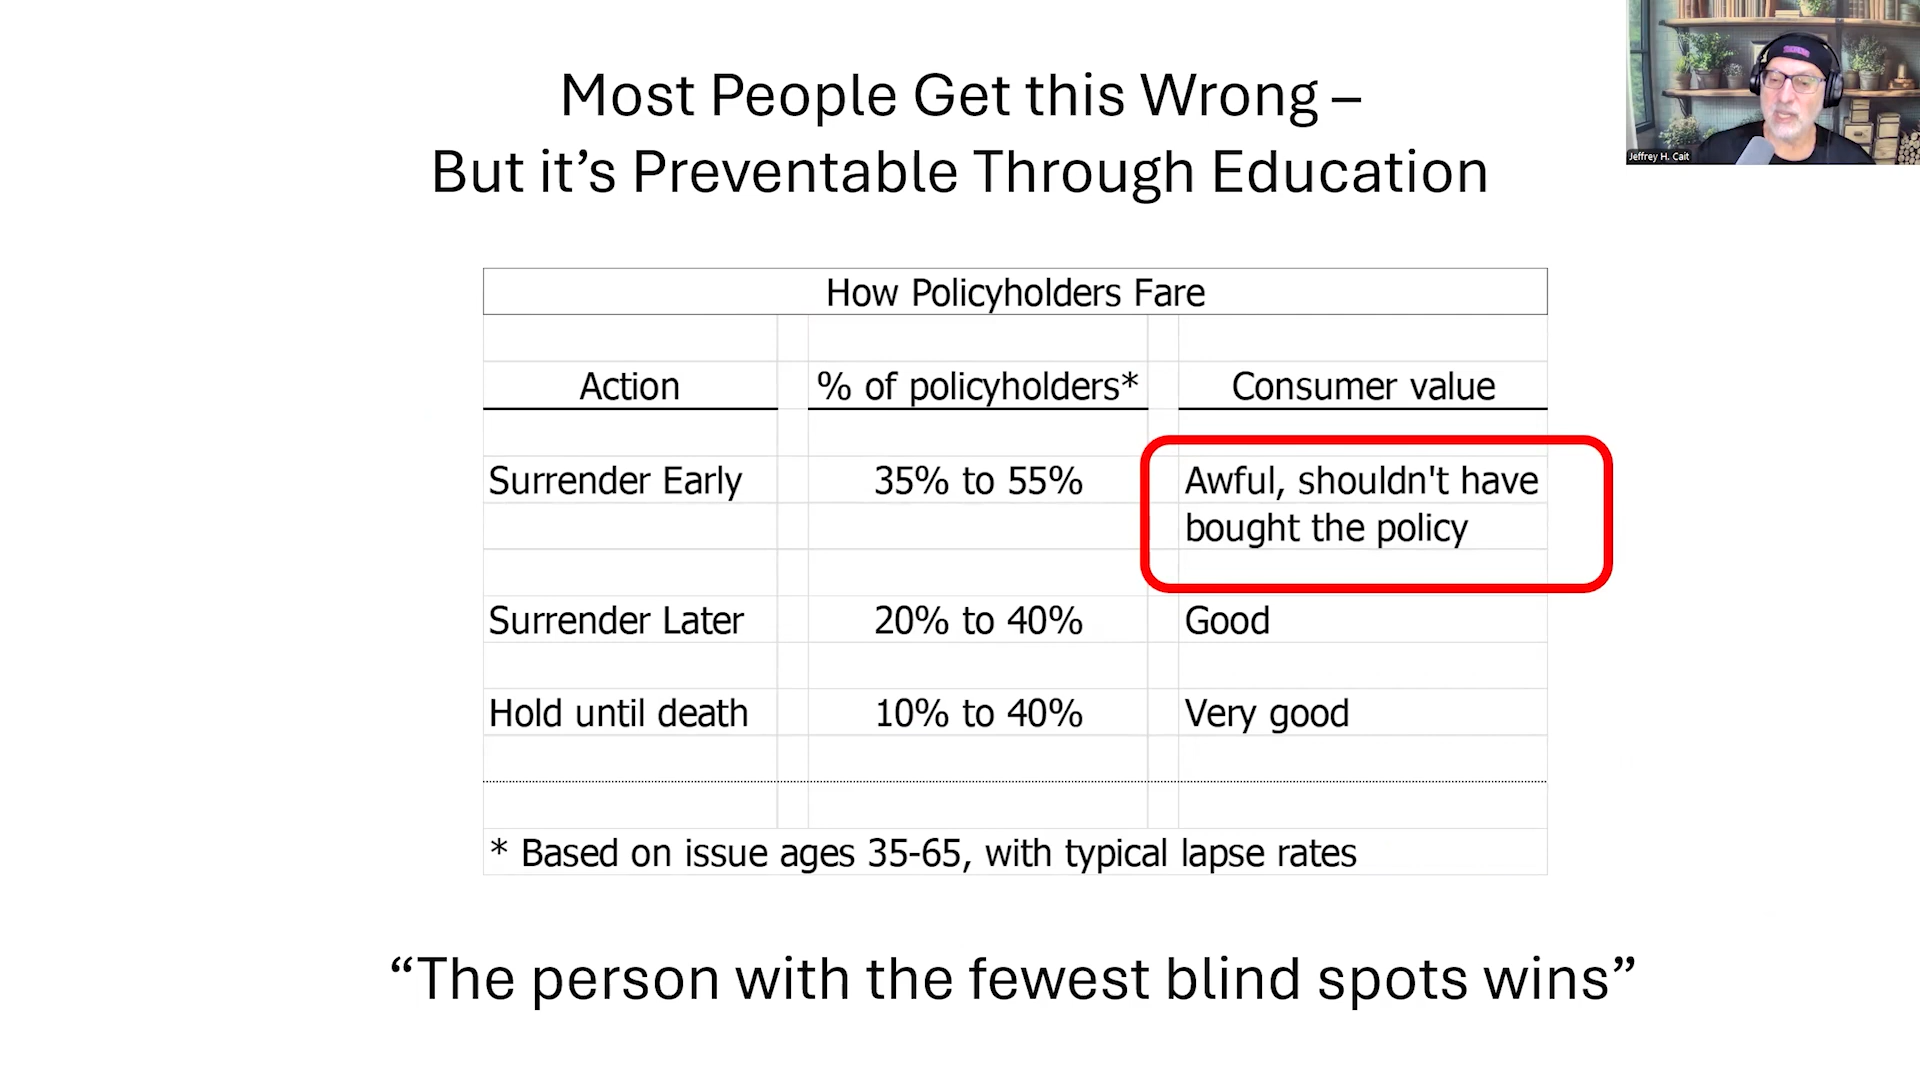 Most People Get this Wrong –
But it’s Preventable Through Education
Jeffrey H. Cait
How Policyholders Fare
Action % of policyholders* Consumer value
Surrender Early 35% to 55% Awful, shouldn't have
bought the policy
Surrender Later 20% to 40% Good
Hold until death 10% to 40% Very good
* Based on issue ages 35-65, with typical lapse rates
“The person with the fewest blind spots wins”